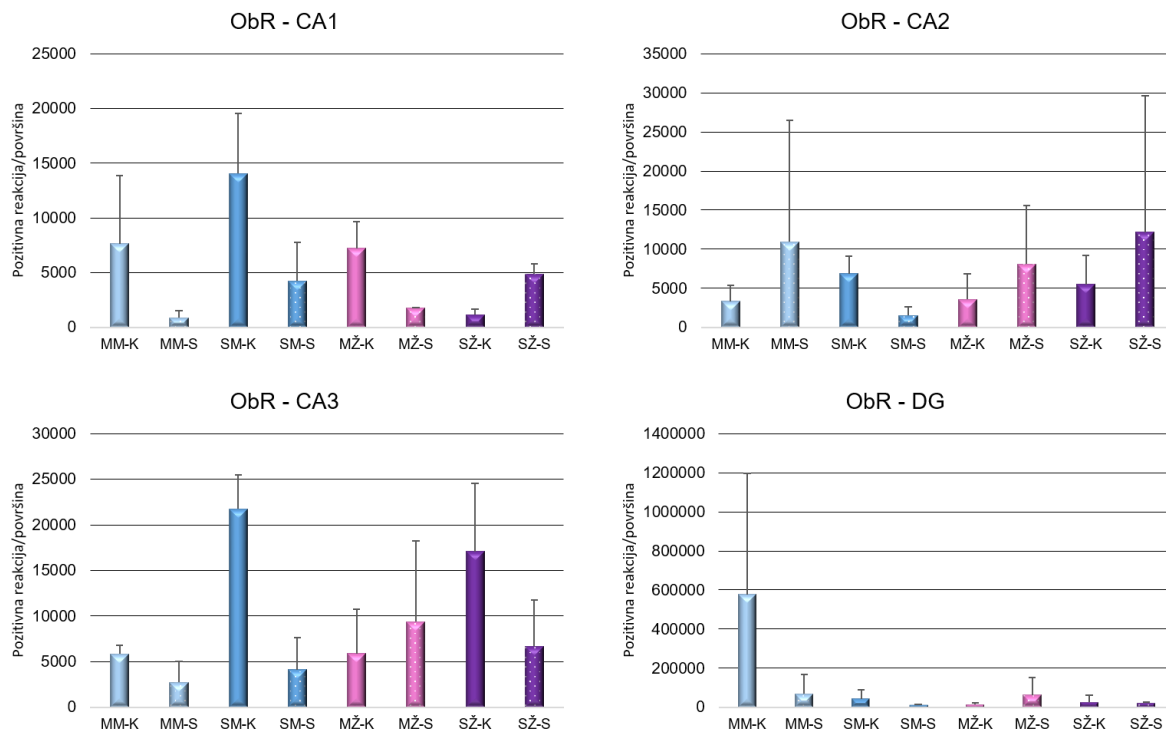 ObR - CA1
Pozitivna reakcija/površina
25000
20000
15000
10000
5000
0
MM-K MM-S SM-K SM-S MŽ-K MŽ-S SŽ-K SŽ-S
ObR - CA2
Pozitivna reakcija/površina
35000
30000
25000
20000
15000
10000
5000
0
MM-K MM-S SM-K SM-S MŽ-K MŽ-S SŽ-K SŽ-S
ObR - CA3
Pozitivna reakcija/površina
30000
25000
20000
15000
10000
5000
0
MM-K MM-S SM-K SM-S MŽ-K MŽ-S SŽ-K SŽ-S
ObR - DG
Pozitivna reakcija/površina
1400000
1200000
1000000
800000
600000
400000
200000
0
MM-K MM-S SM-K SM-S MŽ-K MŽ-S SŽ-K SŽ-S